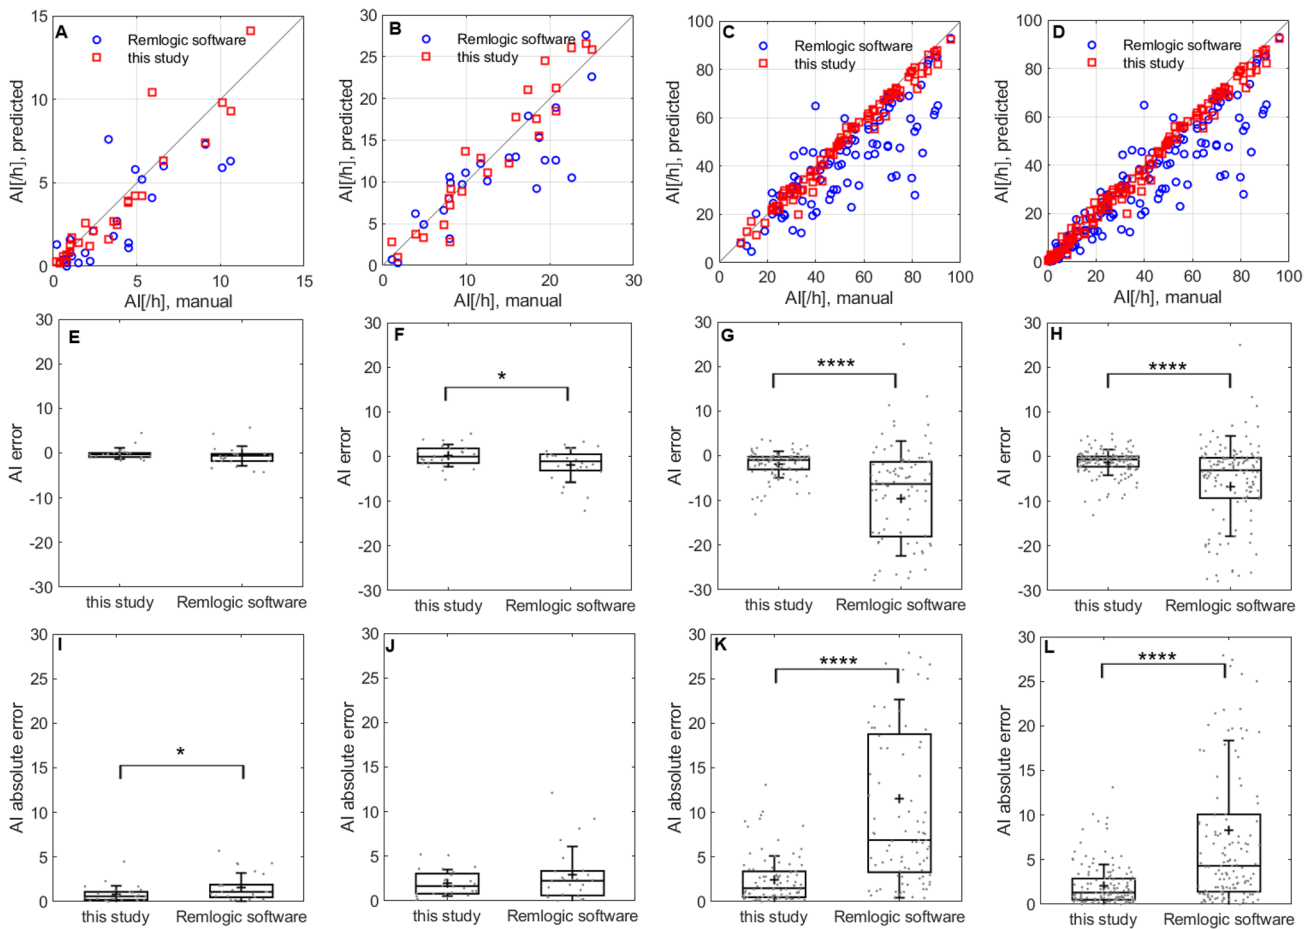 A
Remlogic software
this study
15
10
5
0
0
5
10
15
AI[/h], predicted
AI[/h], manual
B
Remlogic software
this study
30
25
20
15
10
5
0
0
10
20
30
AI[/h], predicted
AI[/h], manual
C
Remlogic software
this study
100
80
60
40
20
0
0
20
40
60
80
100
AI[/h], predicted
AI[/h], manual
D
Remlogic software
this study
100
80
60
40
20
0
0
20
40
60
80
100
AI[/h], predicted
AI[/h], manual
E
30
20
10
0
-10
-20
-30
AI error
this study
Remlogic software
F
*
30
20
10
0
-10
-20
-30
AI error
this study
Remlogic software
G
****
30
20
10
0
-10
-20
-30
AI error
this study
Remlogic software
H
****
30
20
10
0
-10
-20
-30
AI error
this study
Remlogic software
I
*
30
25
20
15
10
5
0
AI absolute error
this study
Remlogic software
J
30
25
20
15
10
5
0
AI absolute error
this study
Remlogic software
K
****
30
25
20
15
10
5
0
AI absolute error
this study
Remlogic software
L
****
30
25
20
15
10
5
0
AI absolute error
this study
Remlogic software